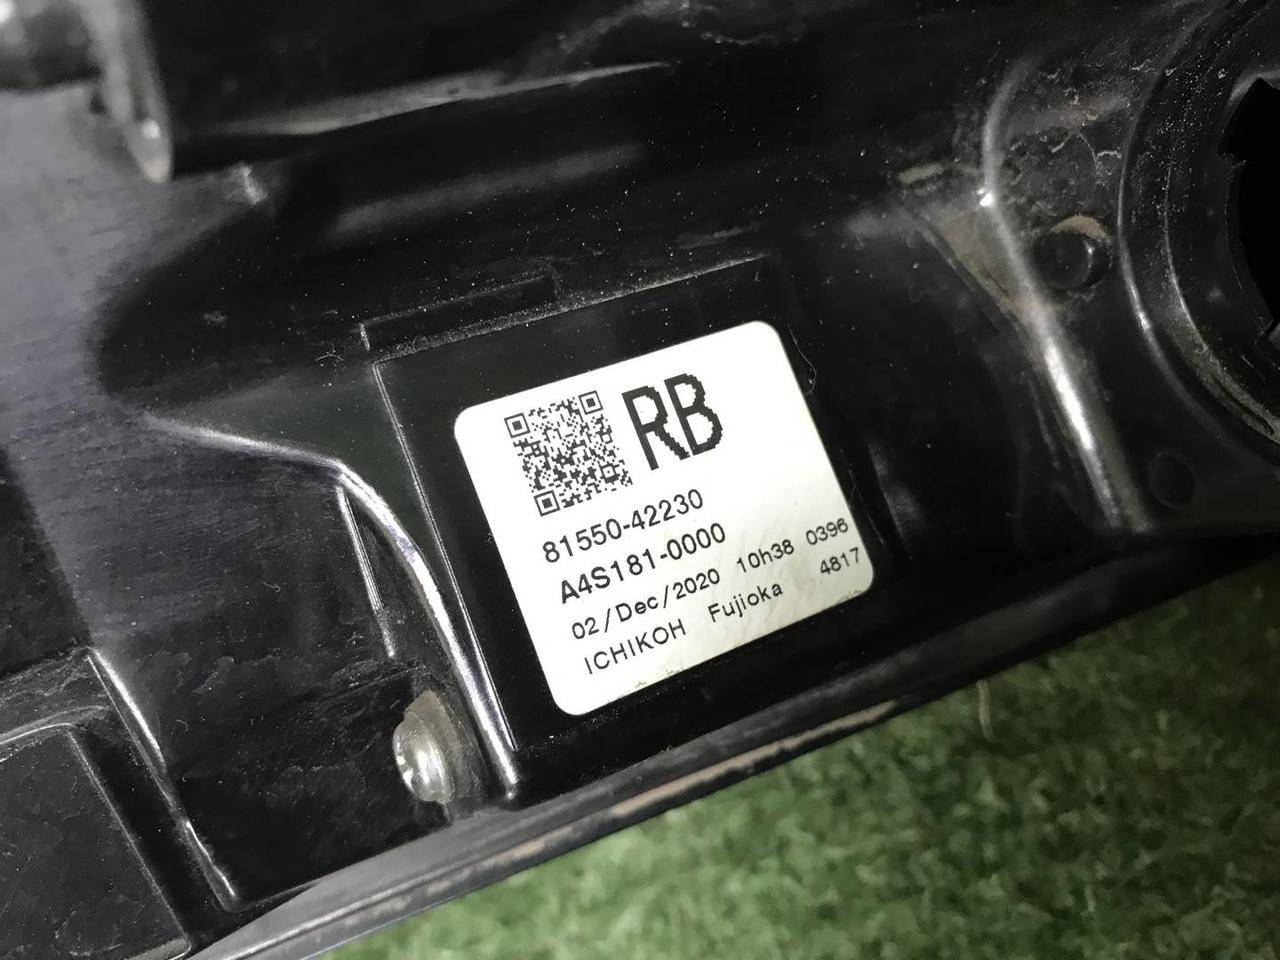 RB
81550-42230
A4S181-0000
02/Dec/2020 10h38 0396
ICHIKOH Fujioka 4817